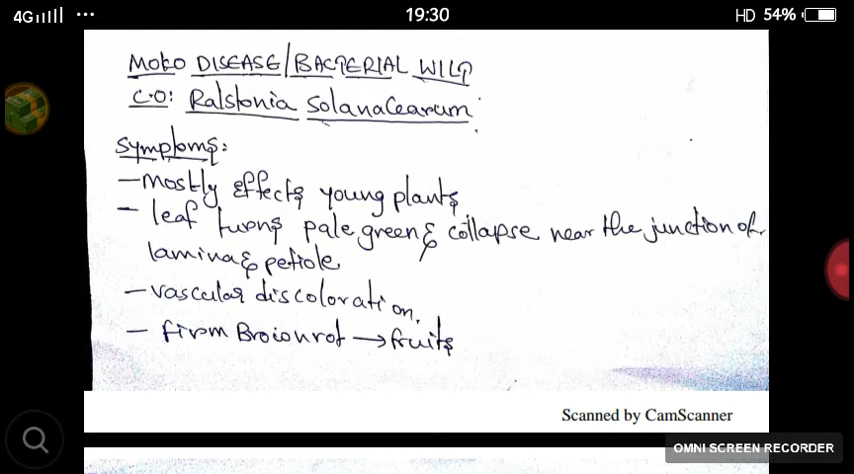 4G ... 19:30 HD 54%
MOKO DISEASE/BACTERIAL WILT
C.O: Ralstonia Solanacearum
Symptoms:
- Mostly effects young plants
- leaf turns pale green & collapse near the junction of
lamina & petiole
- vascular discoloration.
- firm Brown rot → fruits
Scanned by CamScanner
OMNI SCREEN RECORDER